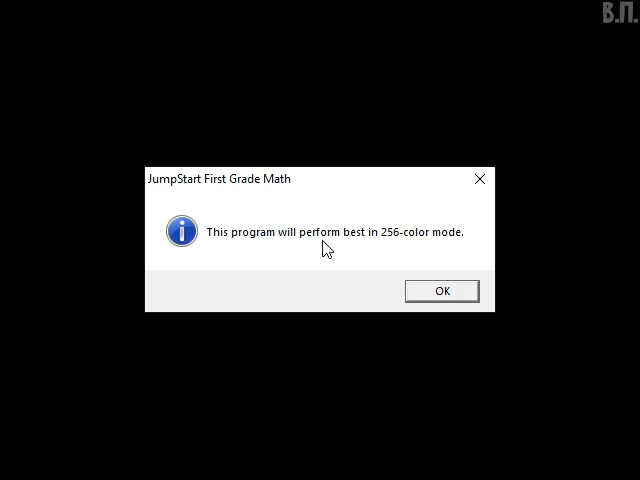 В.П.
JumpStart First Grade Math
This program will perform best in 256-color mode.
OK